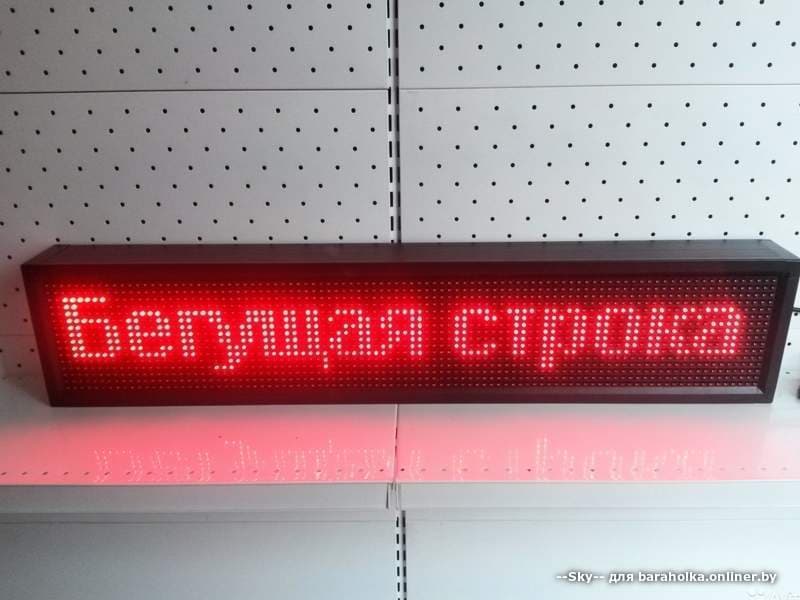 Бегущая строка
--Sky-- для baraholka.onliner.by